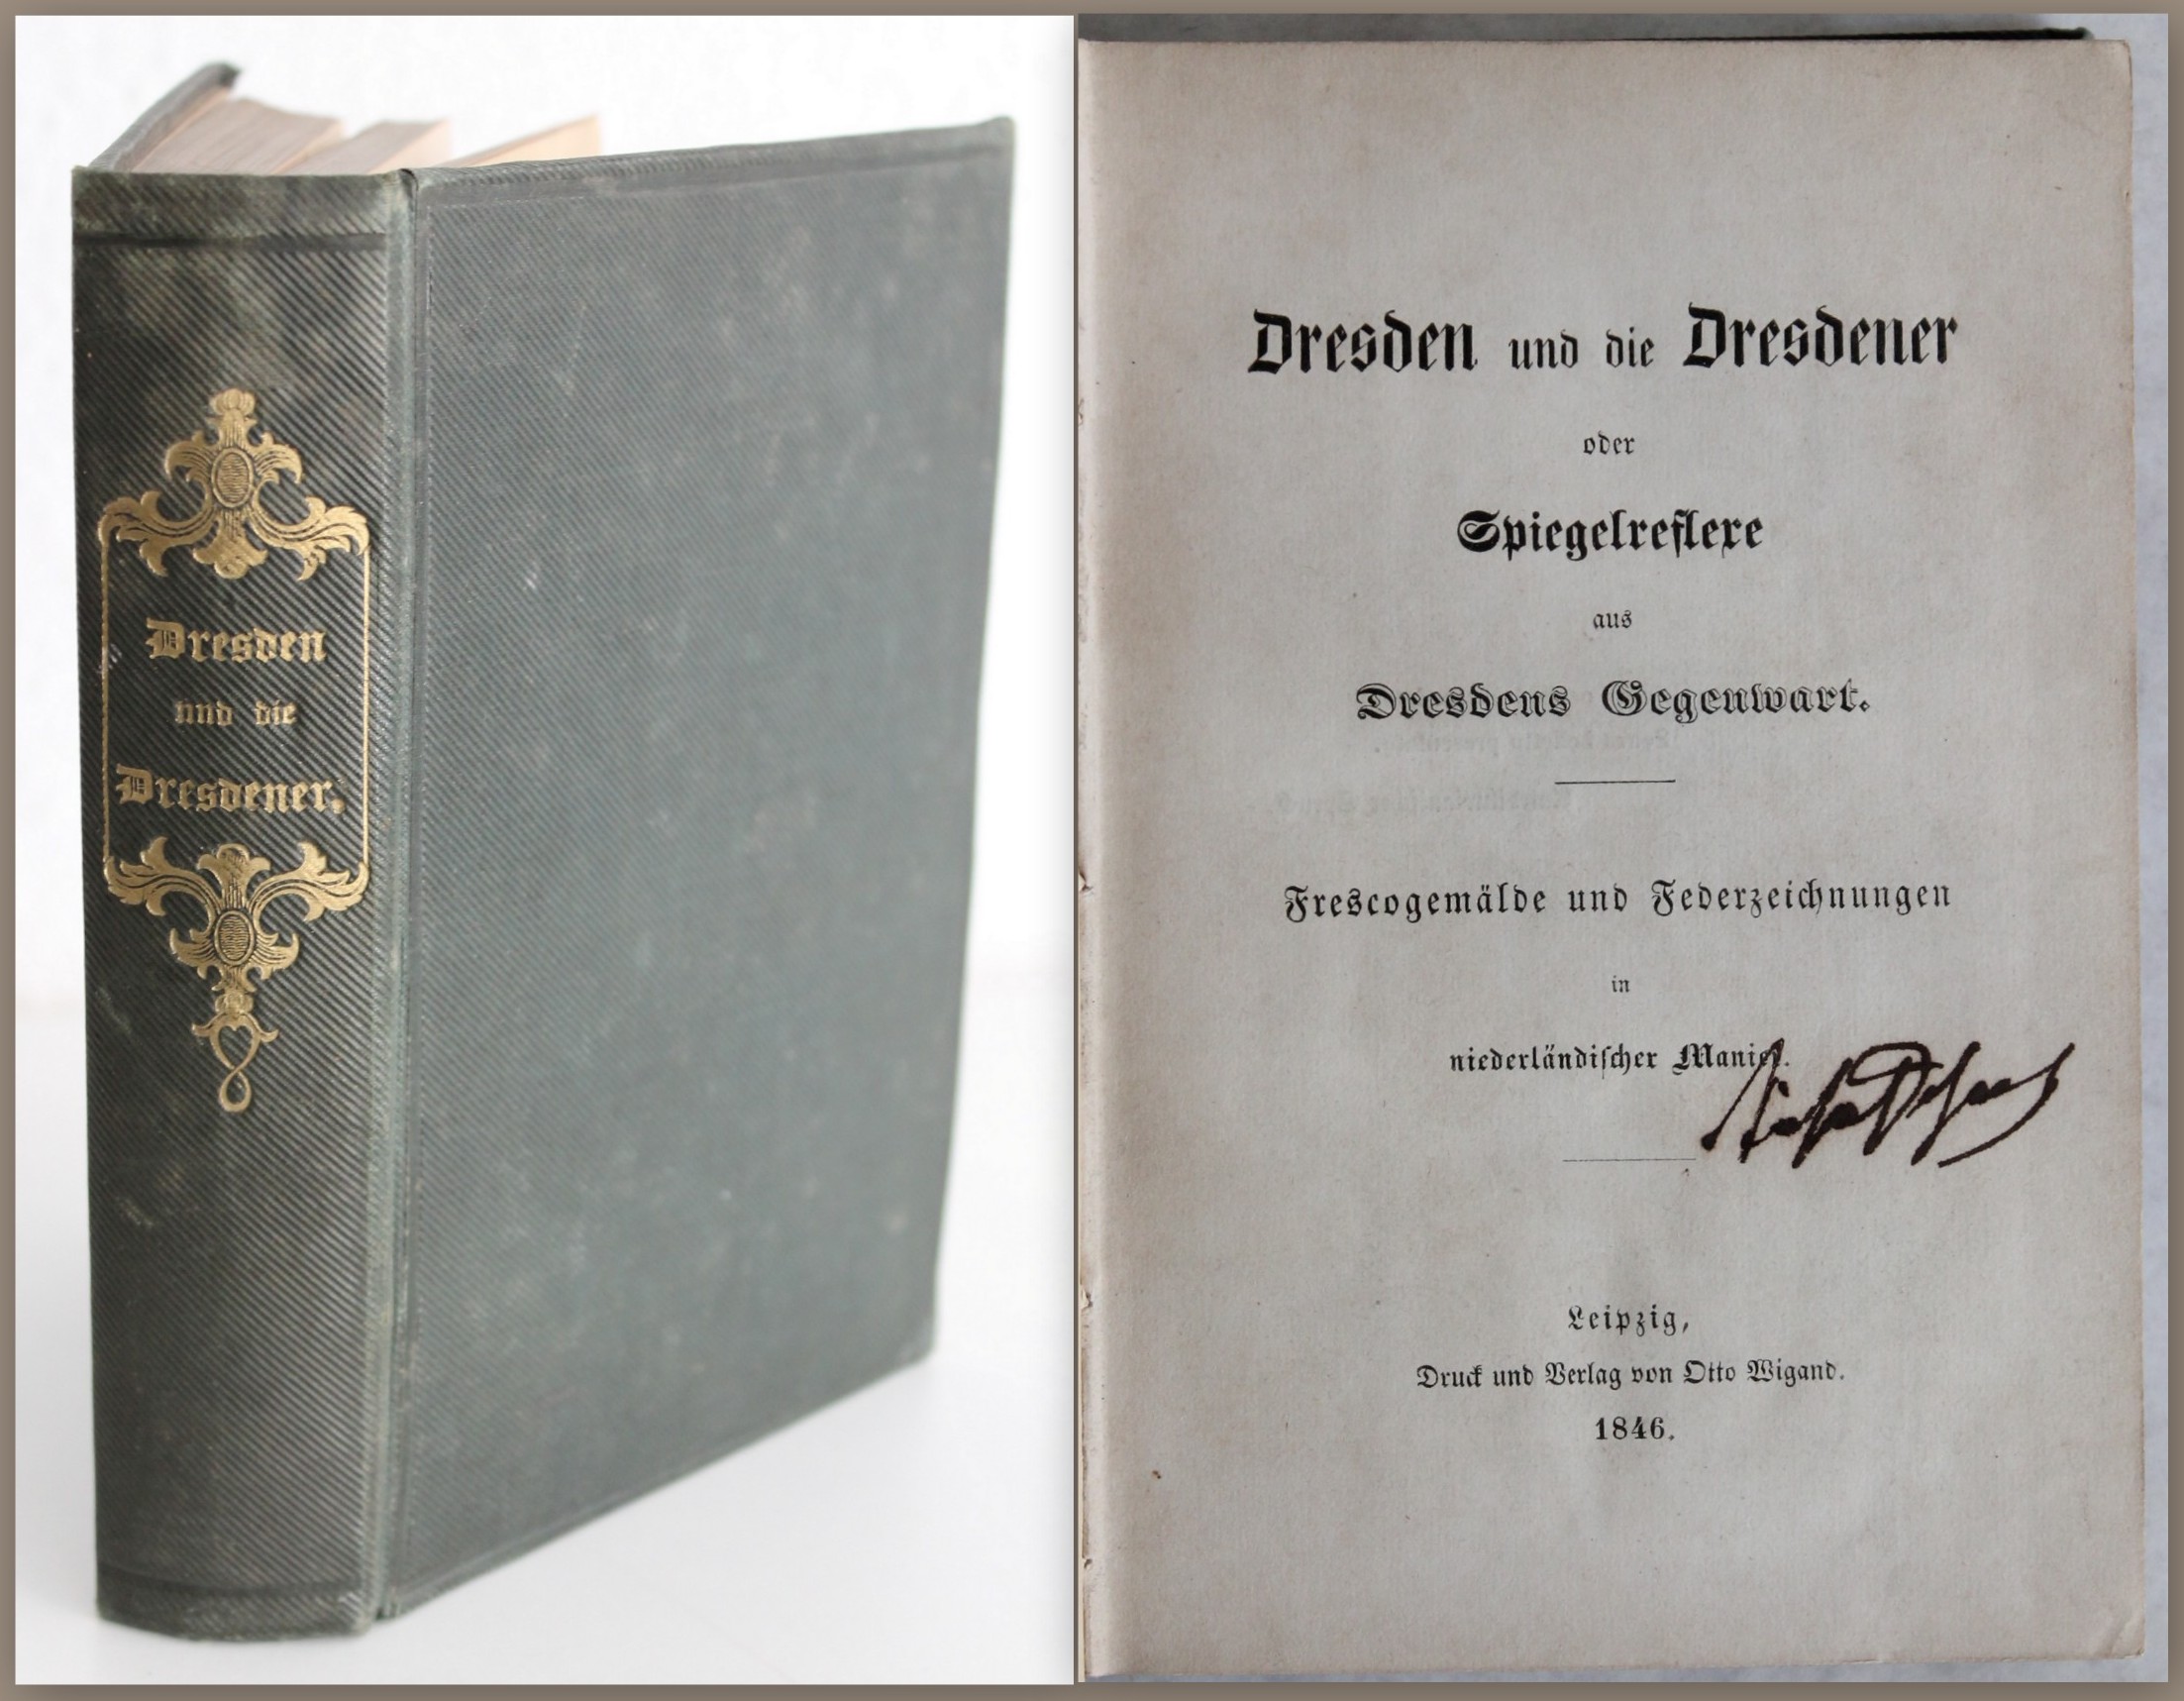 Dresden
und die
Dresdener.
Dresden und die Dresdener
oder
Spiegelreflexe
aus
Dresdens Gegenwart.
Frescogemälde und Federzeichnungen
in
niederländiſcher Manier.
Leipzig,
Druck und Verlag von Otto Wigand.
1846.